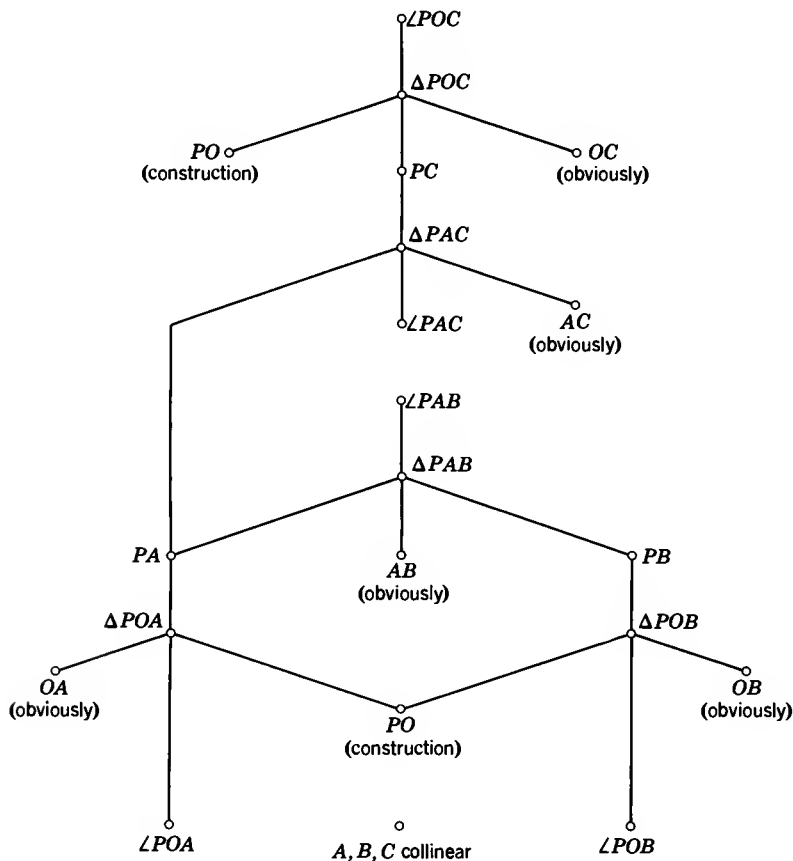 ∠POC
ΔPOC
PO
(construction)
OC
(obviously)
PC
ΔPAC
∠PAC
AC
(obviously)
∠PAB
ΔPAB
PA
AB
(obviously)
PB
ΔPOA
ΔPOB
OA
(obviously)
PO
(construction)
OB
(obviously)
∠POA
A, B, C collinear
∠POB